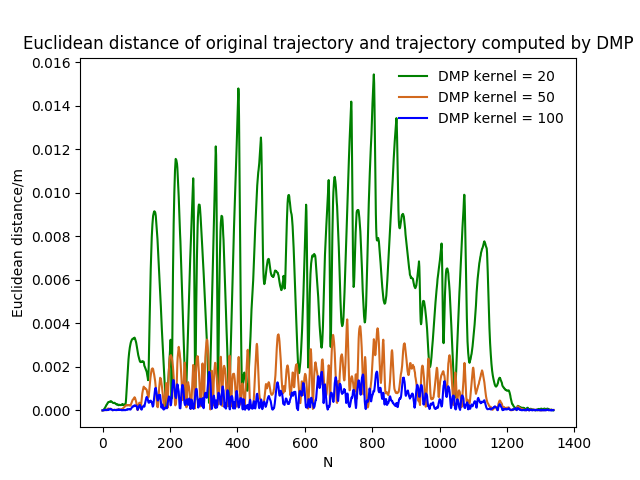 Euclidean distance of original trajectory and trajectory computed by DMP
0.016
0.014
0.012
0.010
0.008
0.006
0.004
0.002
0.000
Euclidean distance/m
DMP kernel = 20
DMP kernel = 50
DMP kernel = 100
0 200 400 600 800 1000 1200 1400
N